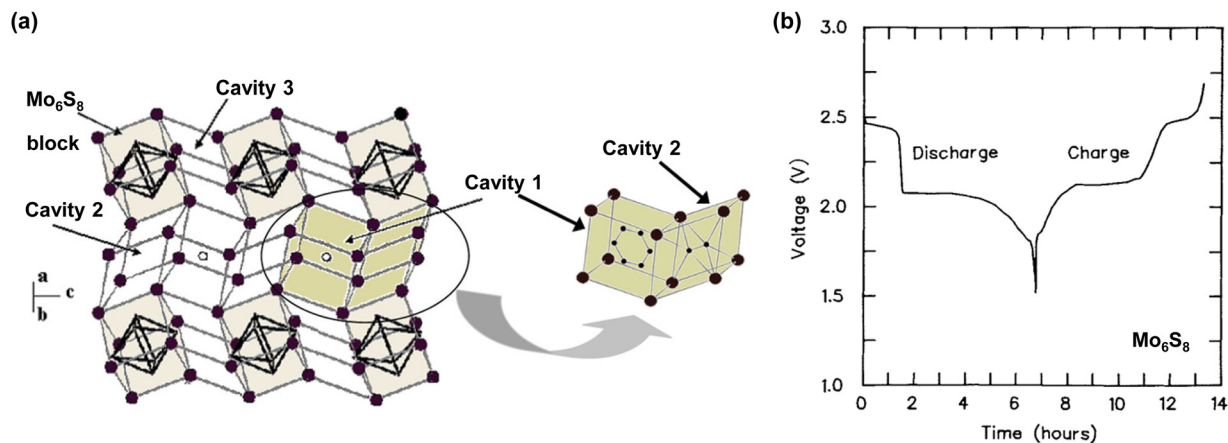 (a)
Mo₆S₈
block
Cavity 3
Cavity 2
Cavity 1
Cavity 2
a
c
b
(b)
Voltage (V)
3.0
2.5
2.0
1.5
1.0
Discharge
Charge
Mo₆S₈
0 2 4 6 8 10 12 14
Time (hours)